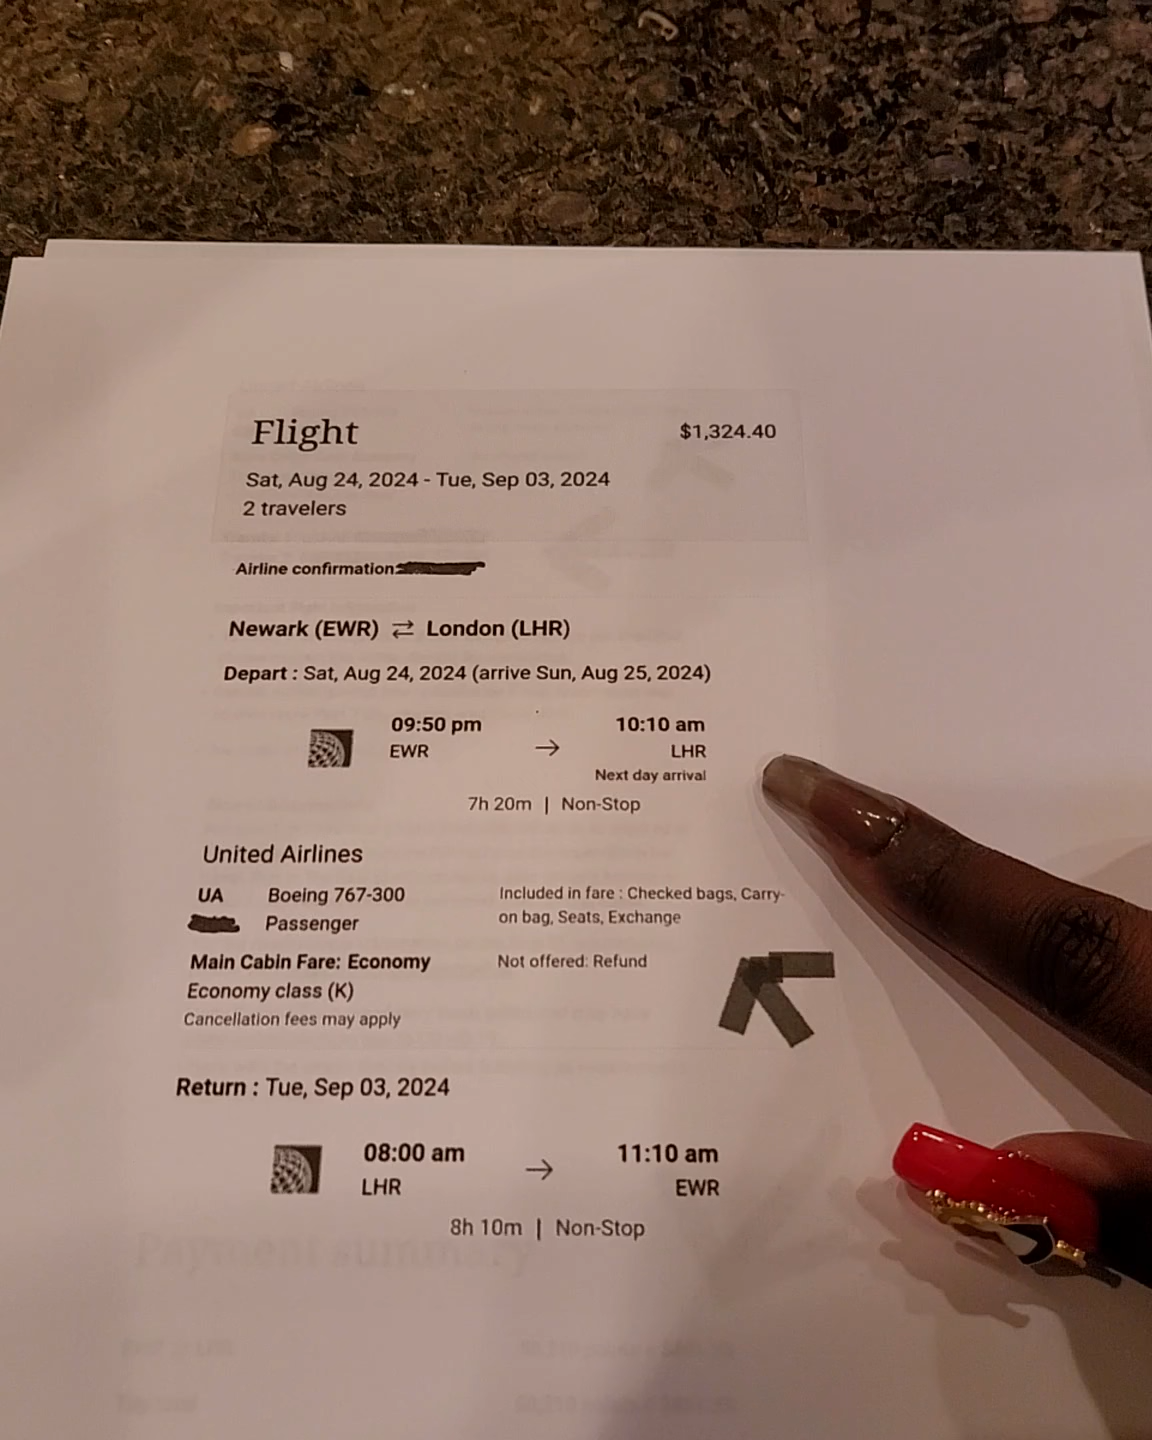 Flight
$1,324.40
Sat, Aug 24, 2024 - Tue, Sep 03, 2024
2 travelers
Airline confirmation:
Newark (EWR) ⇄ London (LHR)
Depart : Sat, Aug 24, 2024 (arrive Sun, Aug 25, 2024)
09:50 pm → 10:10 am
EWR LHR
Next day arrival
7h 20m | Non-Stop
United Airlines
UA Boeing 767-300
Passenger
Included in fare : Checked bags, Carry-
on bag, Seats, Exchange
Main Cabin Fare: Economy
Not offered: Refund
Economy class (K)
Cancellation fees may apply
Return : Tue, Sep 03, 2024
08:00 am → 11:10 am
LHR EWR
8h 10m | Non-Stop
Payment summary